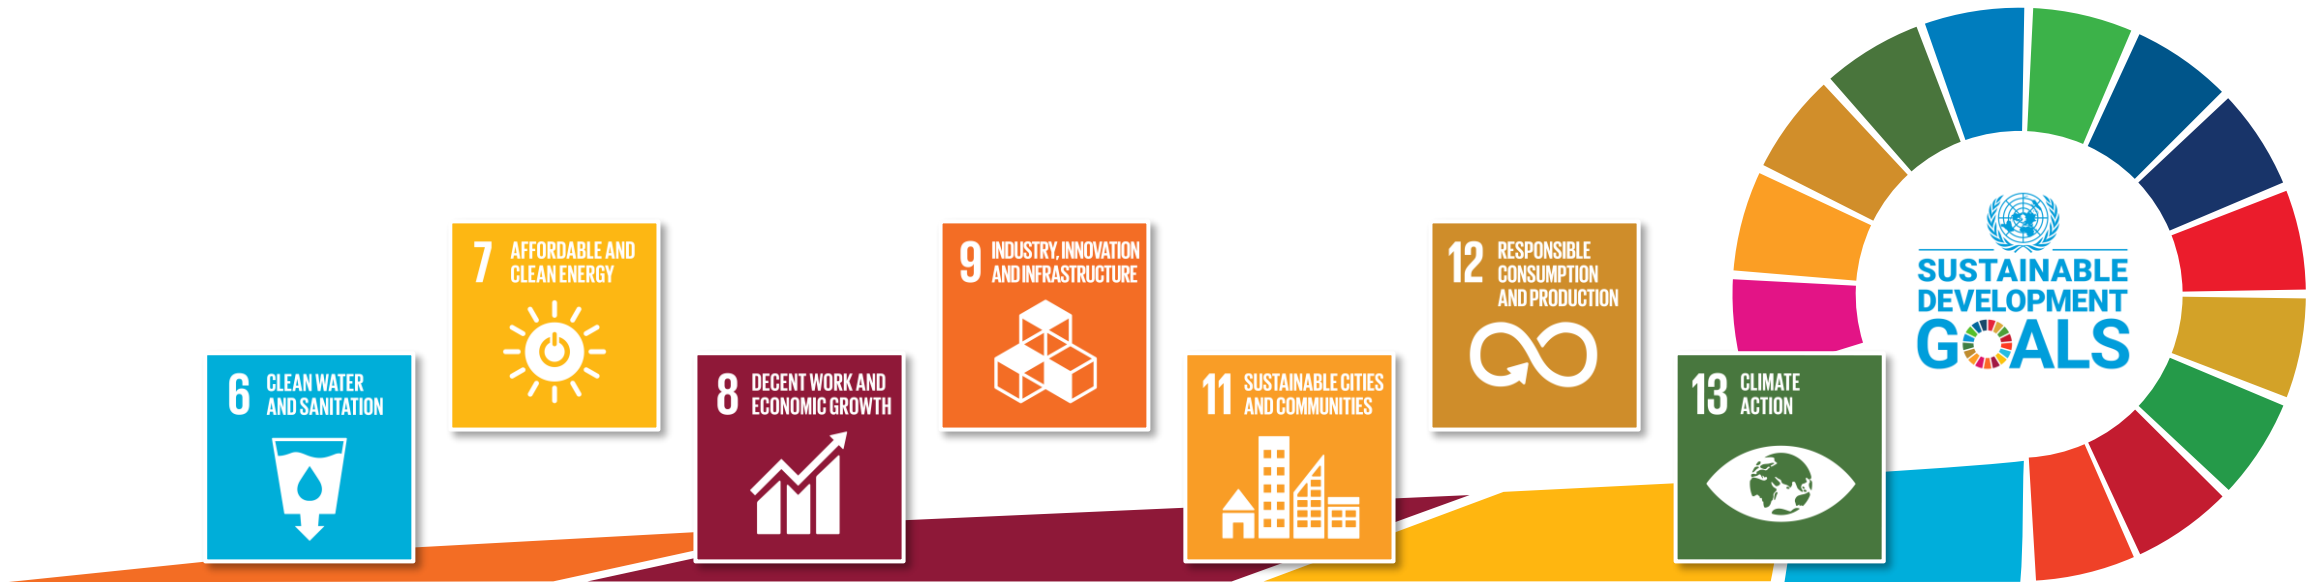 6 CLEAN WATER
AND SANITATION
7 AFFORDABLE AND
CLEAN ENERGY
8 DECENT WORK AND
ECONOMIC GROWTH
9 INDUSTRY, INNOVATION
AND INFRASTRUCTURE
11 SUSTAINABLE CITIES
AND COMMUNITIES
12 RESPONSIBLE
CONSUMPTION
AND PRODUCTION
13 CLIMATE
ACTION
SUSTAINABLE
DEVELOPMENT
GOALS